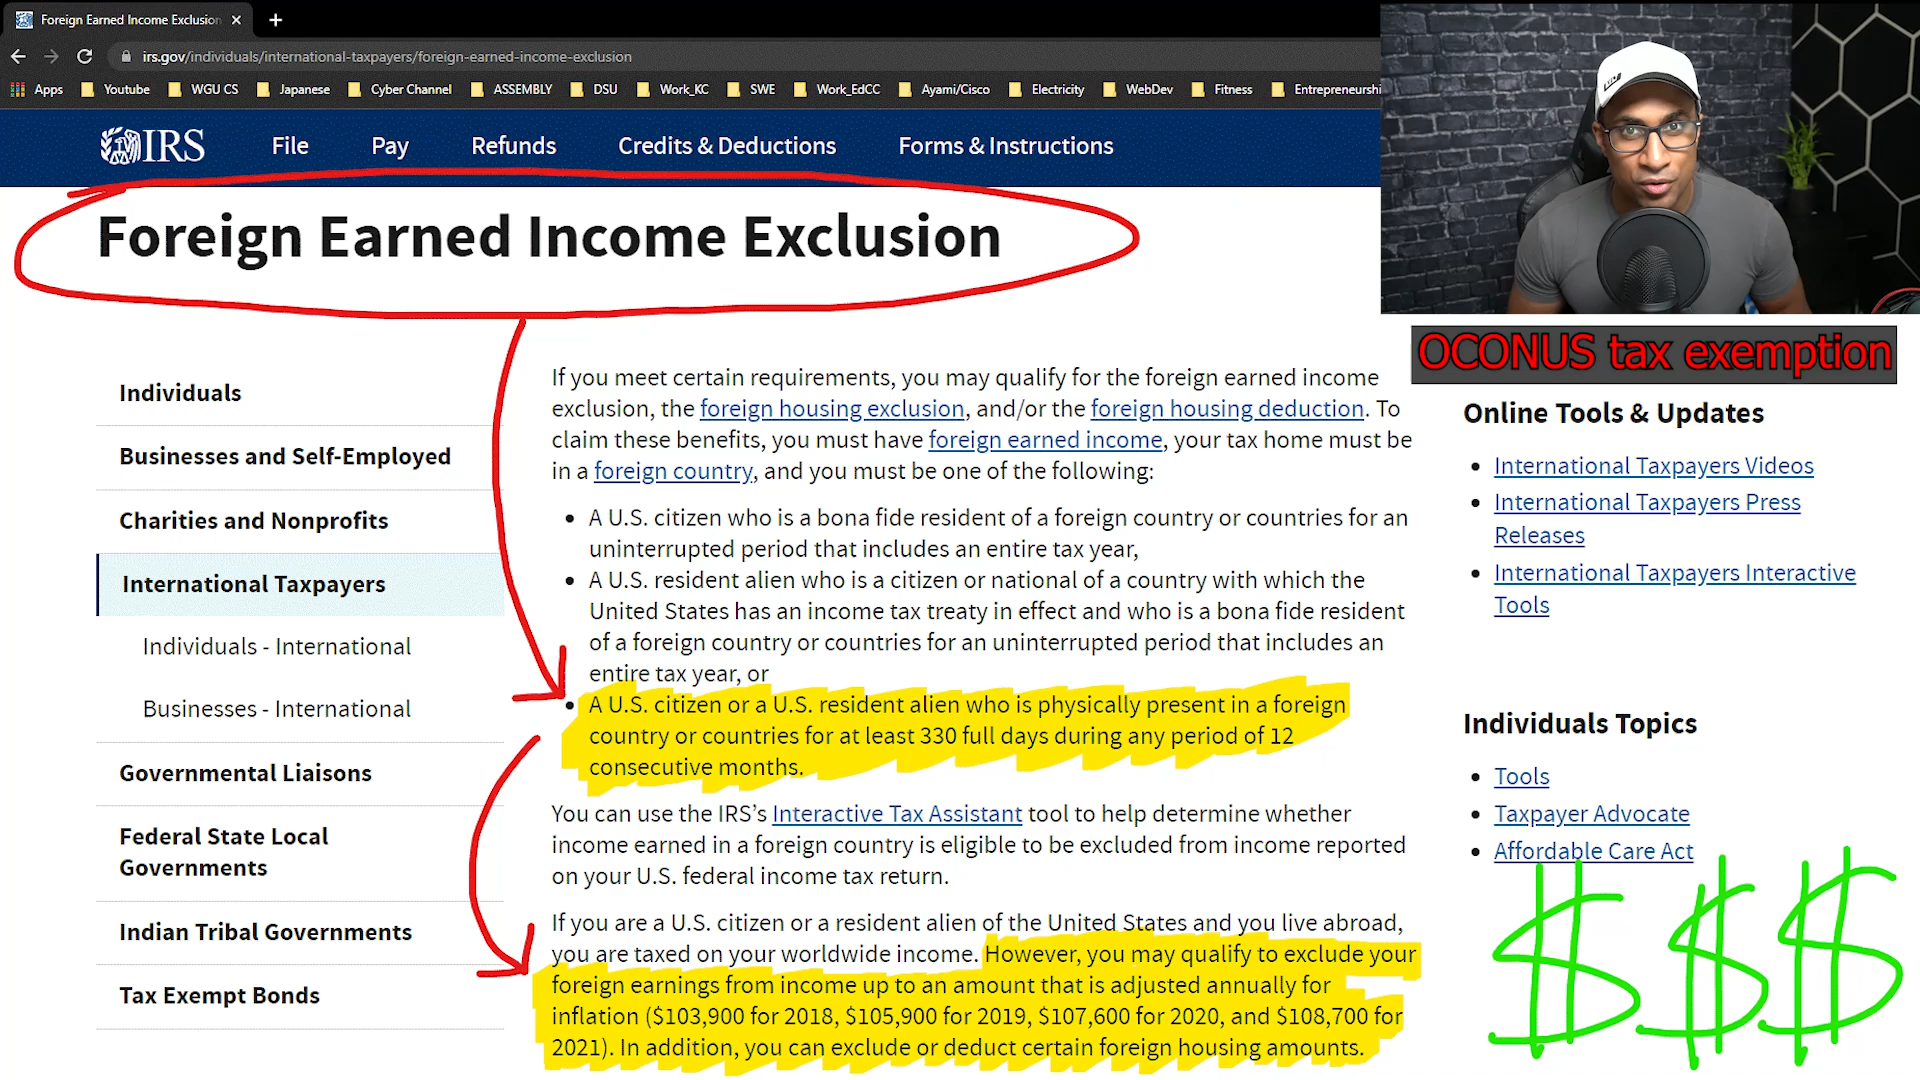 Foreign Earned Income Exclusion
irs.gov/individuals/international-taxpayers/foreign-earned-income-exclusion
Apps Youtube WGU CS Japanese Cyber Channel ASSEMBLY DSU Work_KC SWE Work_EdCC Ayami/Cisco Electricity WebDev Fitness Entrepreneurshi
IRS File Pay Refunds Credits & Deductions Forms & Instructions
Foreign Earned Income Exclusion
OCONUS tax exemption
Individuals
Businesses and Self-Employed
Charities and Nonprofits
International Taxpayers
Individuals - International
Businesses - International
Governmental Liaisons
Federal State Local
Governments
Indian Tribal Governments
Tax Exempt Bonds
If you meet certain requirements, you may qualify for the foreign earned income
exclusion, the foreign housing exclusion, and/or the foreign housing deduction. To
claim these benefits, you must have foreign earned income, your tax home must be
in a foreign country, and you must be one of the following:
• A U.S. citizen who is a bona fide resident of a foreign country or countries for an
uninterrupted period that includes an entire tax year,
• A U.S. resident alien who is a citizen or national of a country with which the
United States has an income tax treaty in effect and who is a bona fide resident
of a foreign country or countries for an uninterrupted period that includes an
entire tax year, or
• A U.S. citizen or a U.S. resident alien who is physically present in a foreign
country or countries for at least 330 full days during any period of 12
consecutive months.
You can use the IRS’s Interactive Tax Assistant tool to help determine whether
income earned in a foreign country is eligible to be excluded from income reported
on your U.S. federal income tax return.
If you are a U.S. citizen or a resident alien of the United States and you live abroad,
you are taxed on your worldwide income. However, you may qualify to exclude your
foreign earnings from income up to an amount that is adjusted annually for
inflation ($103,900 for 2018, $105,900 for 2019, $107,600 for 2020, and $108,700 for
2021). In addition, you can exclude or deduct certain foreign housing amounts.
Online Tools & Updates
• International Taxpayers Videos
• International Taxpayers Press
Releases
• International Taxpayers Interactive
Tools
Individuals Topics
• Tools
• Taxpayer Advocate
• Affordable Care Act
$ $ $